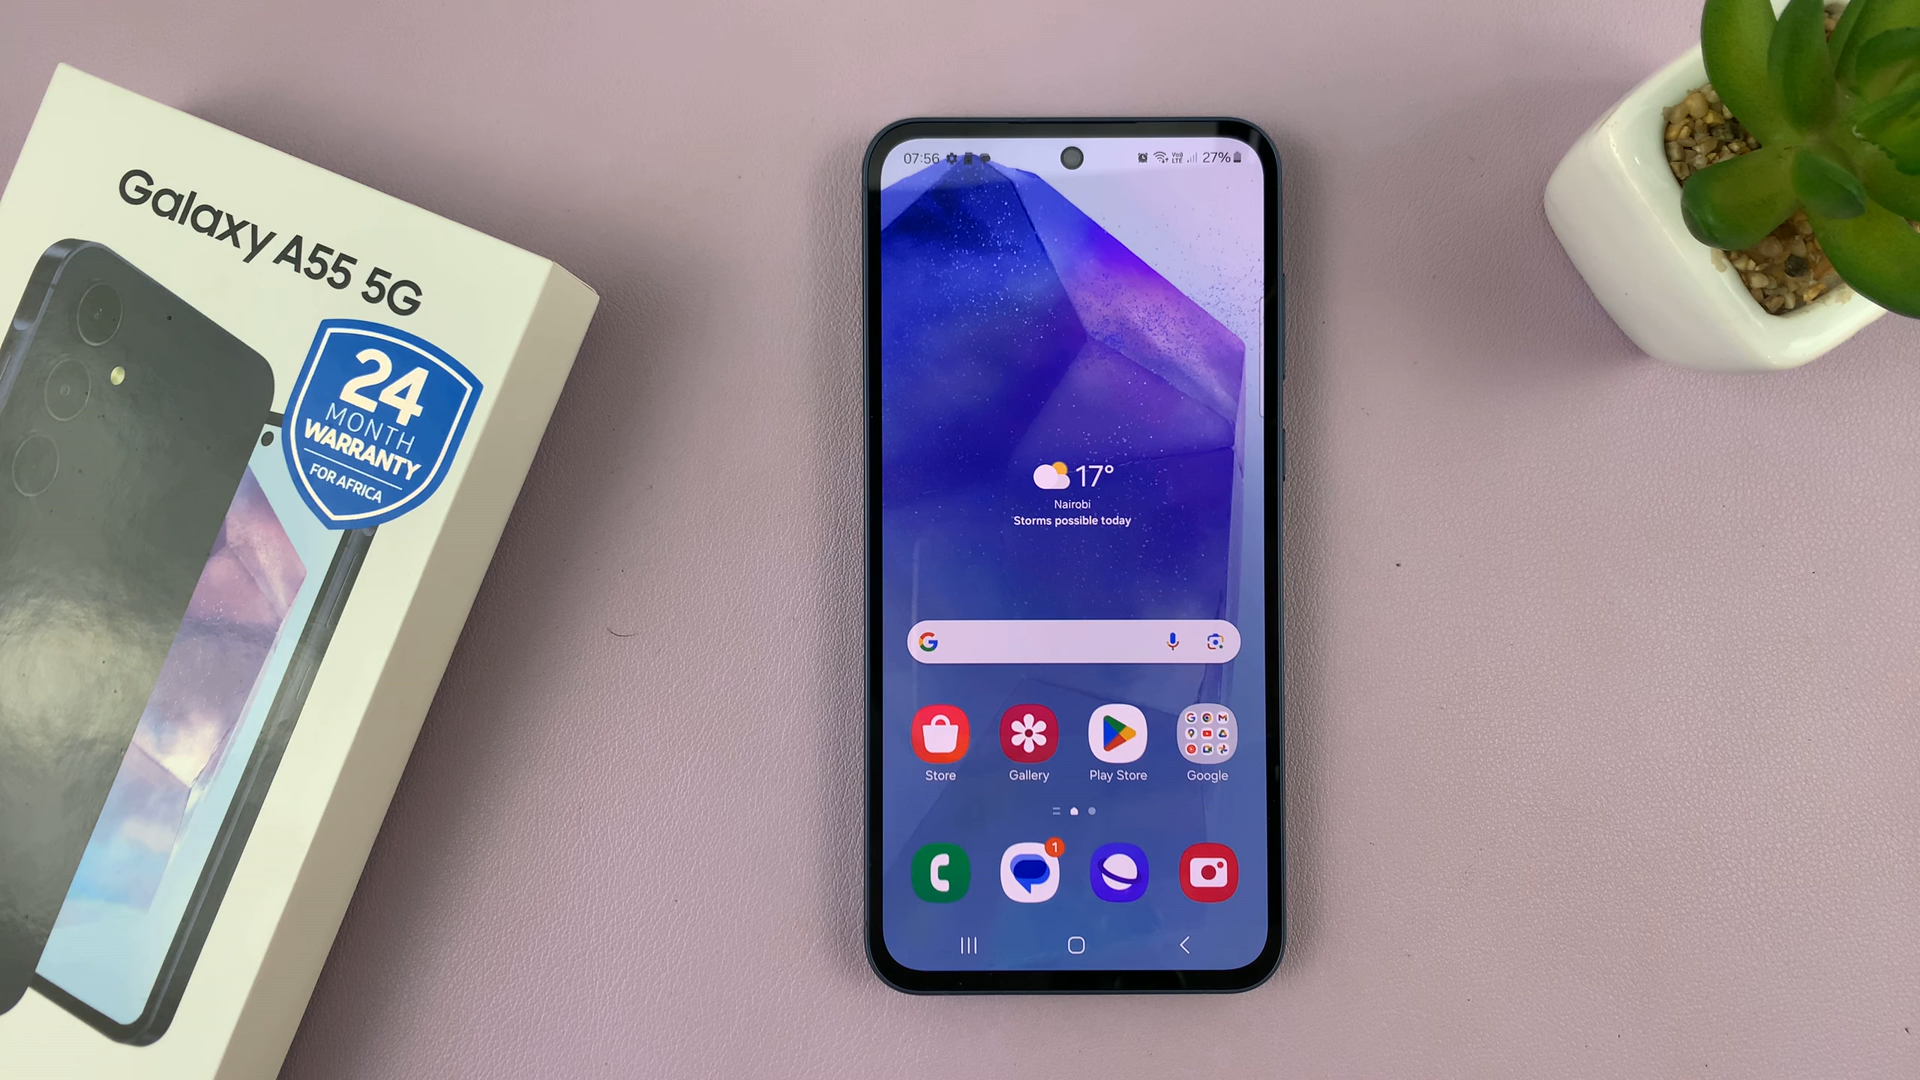 Galaxy A55 5G
24
MONTH
WARRANTY
FOR AFRICA
07:56
27%
17°
Nairobi
Storms possible today
Store
Gallery
Play Store
Google
1